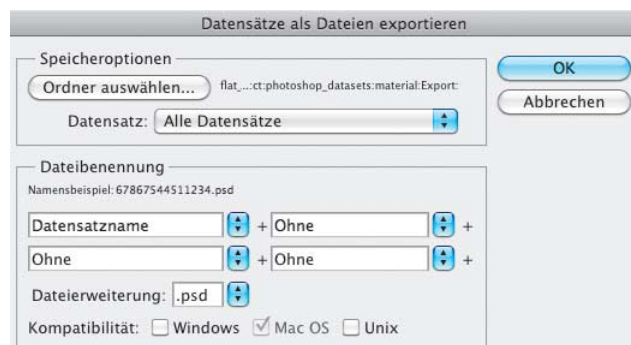 Datensätze als Dateien exportieren
Speicheroptionen
Ordner auswählen... flat_...:ct:photoshop_datasets:material:Export:
Datensatz: Alle Datensätze
OK
Abbrechen
Dateibenennung
Namensbeispiel: 67867544511234.psd
Datensatzname + Ohne +
Ohne + Ohne +
Dateierweiterung: .psd
Kompatibilität: Windows Mac OS Unix